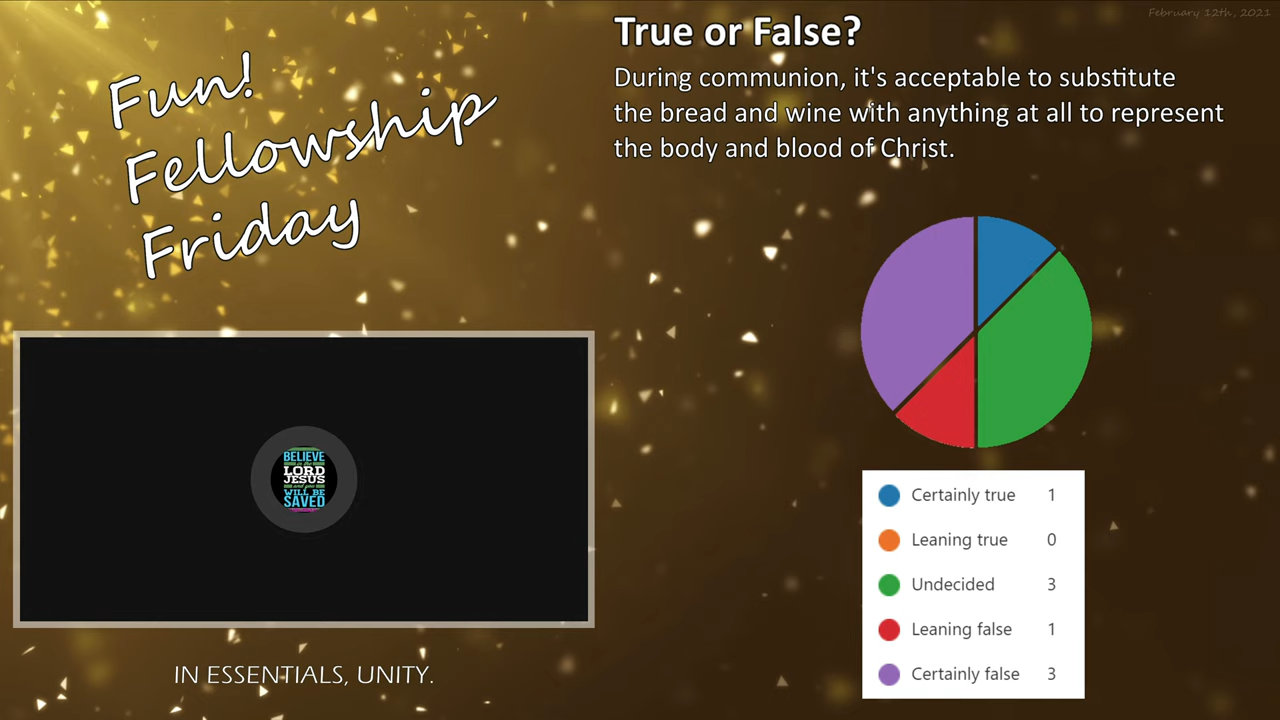 February 12th, 2021
Fun!
Fellowship
Friday
True or False?
During communion, it's acceptable to substitute
the bread and wine with anything at all to represent
the body and blood of Christ.
BELIEVE
LORD
JESUS
WILL BE
SAVED
Certainly true 1
Leaning true 0
Undecided 3
Leaning false 1
Certainly false 3
IN ESSENTIALS, UNITY.